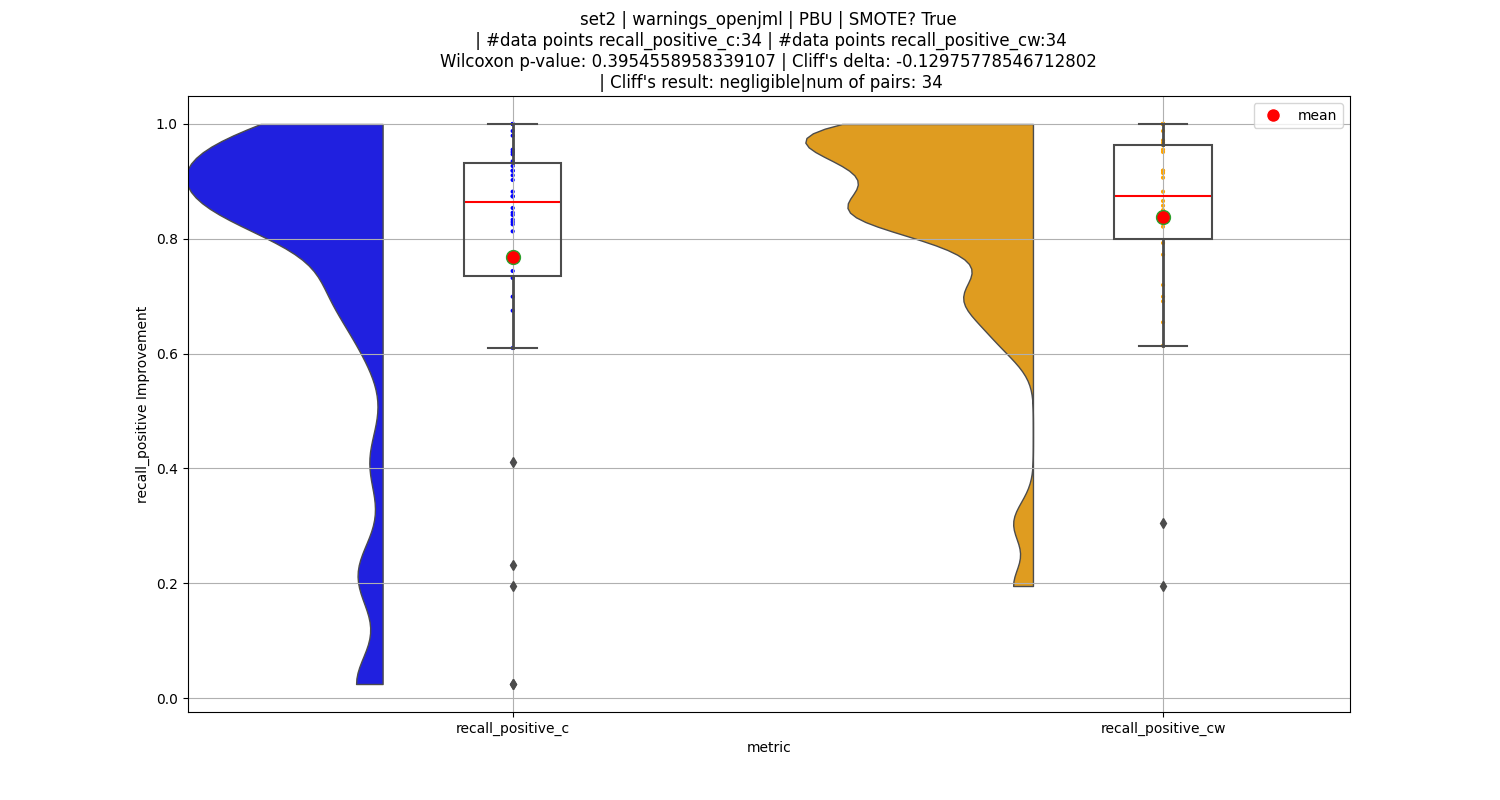 set2 | warnings_openjml | PBU | SMOTE? True
| #data points recall_positive_c:34 | #data points recall_positive_cw:34
Wilcoxon p-value: 0.3954558958339107 | Cliff's delta: -0.12975778546712802
| Cliff's result: negligible|num of pairs: 34
mean
1.0
0.8
0.6
0.4
0.2
0.0
recall_positive Improvement
recall_positive_c
recall_positive_cw
metric